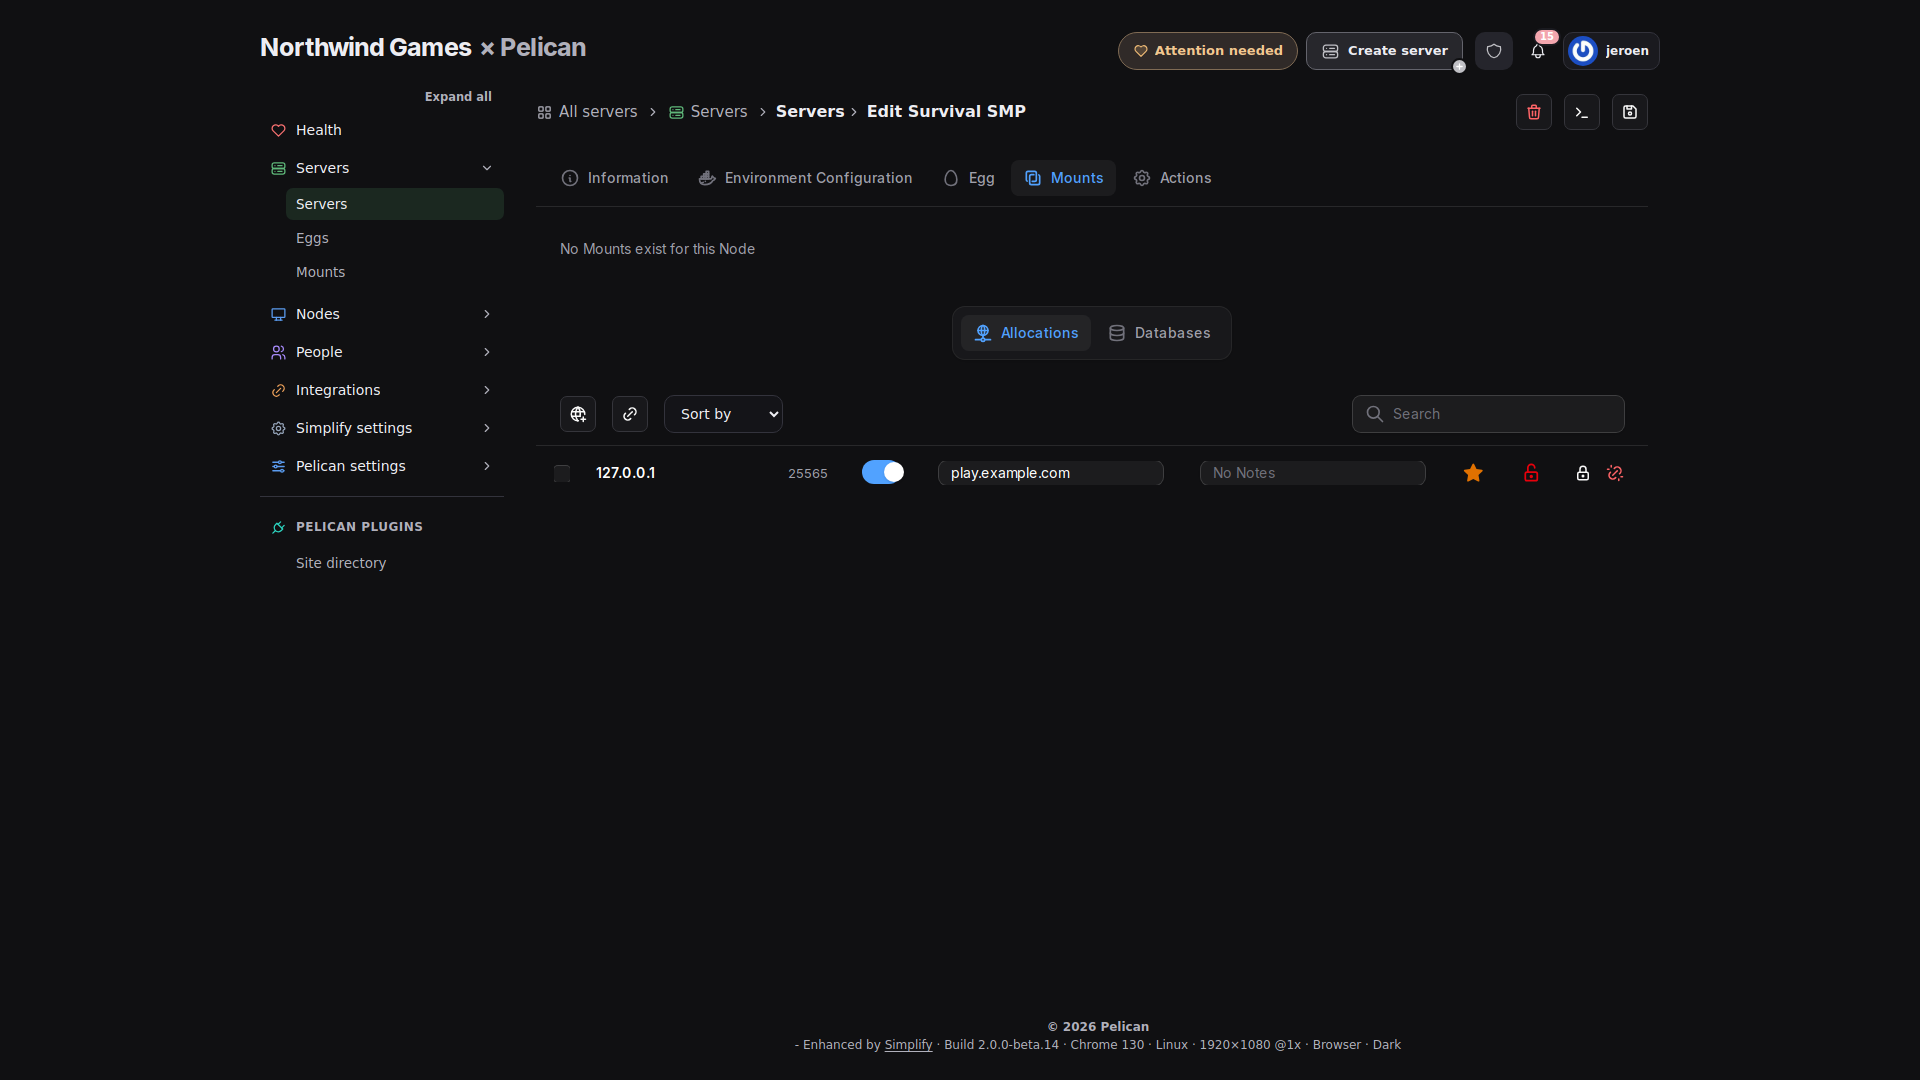 Northwind Games × Pelican
Attention needed
Create server
15
jeroen
Expand all
Health
Servers
Servers
Eggs
Mounts
Nodes
People
Integrations
Simplify settings
Pelican settings
PELICAN PLUGINS
Site directory
All servers > Servers > Servers > Edit Survival SMP
Information
Environment Configuration
Egg
Mounts
Actions
No Mounts exist for this Node
Allocations
Databases
Sort by
Search
127.0.0.1
25565
play.example.com
No Notes
© 2026 Pelican
- Enhanced by Simplify · Build 2.0.0-beta.14 · Chrome 130 · Linux · 1920×1080 @1x · Browser · Dark